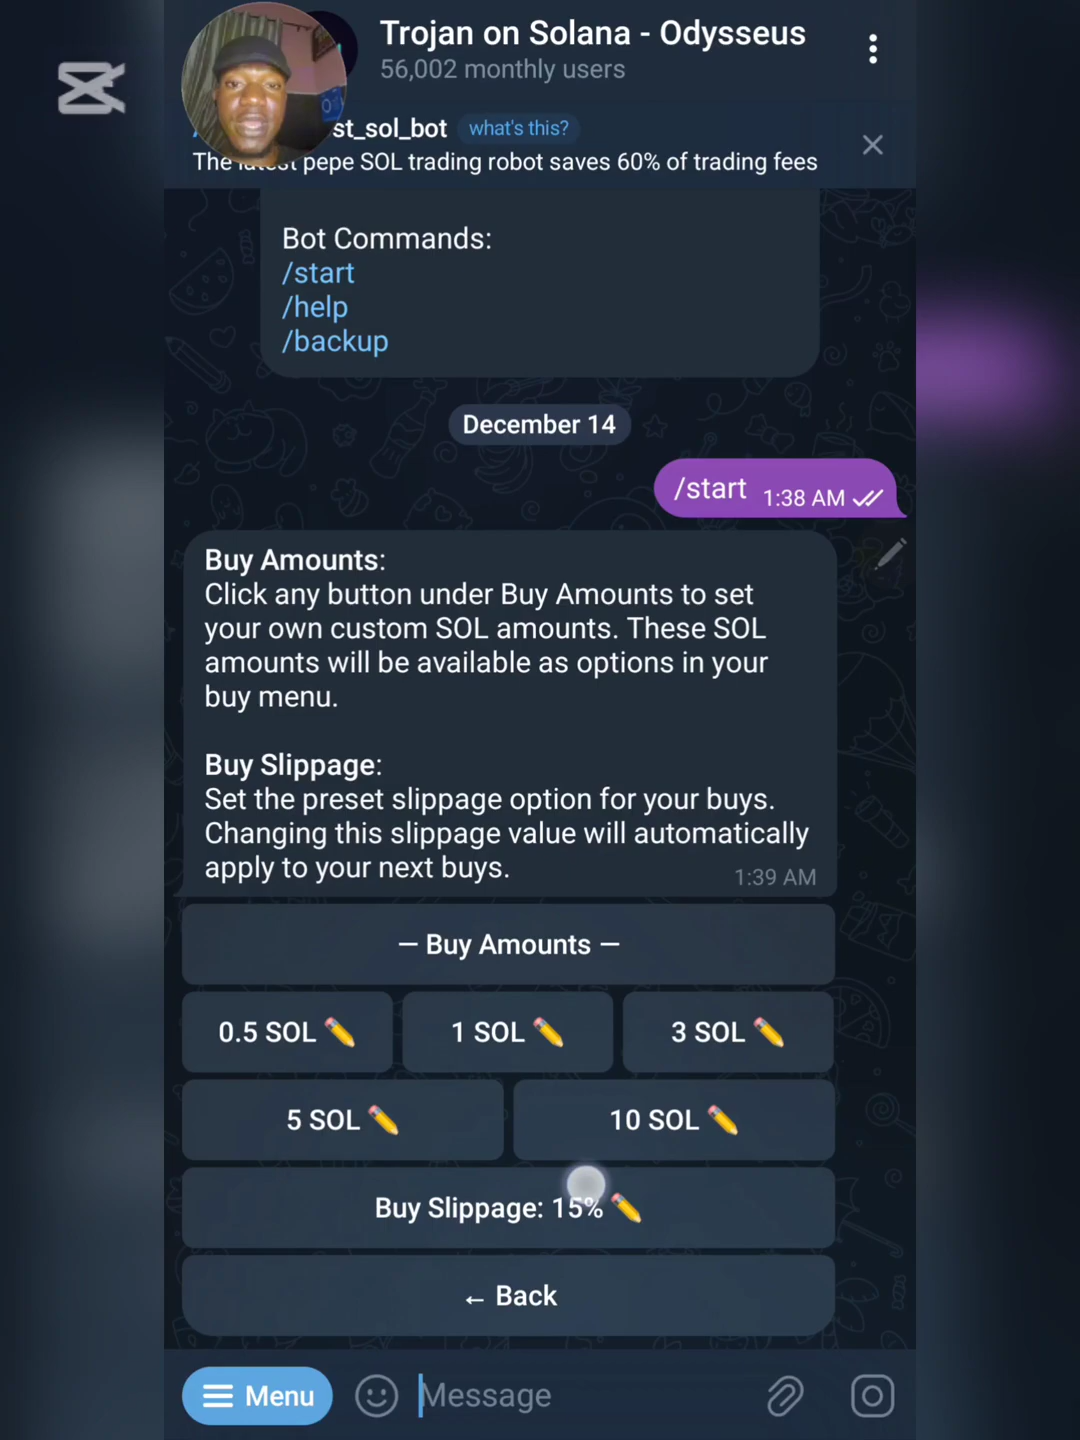 Trojan on Solana - Odysseus
56,002 monthly users
st_sol_bot what's this?
The latest pepe SOL trading robot saves 60% of trading fees
Bot Commands:
/start
/help
/backup
December 14
/start 1:38 AM
Buy Amounts:
Click any button under Buy Amounts to set
your own custom SOL amounts. These SOL
amounts will be available as options in your
buy menu.
Buy Slippage:
Set the preset slippage option for your buys.
Changing this slippage value will automatically
apply to your next buys.
1:39 AM
— Buy Amounts —
0.5 SOL ✏️ 1 SOL ✏️ 3 SOL ✏️
5 SOL ✏️ 10 SOL ✏️
Buy Slippage: 15% ✏️
← Back
Menu Message